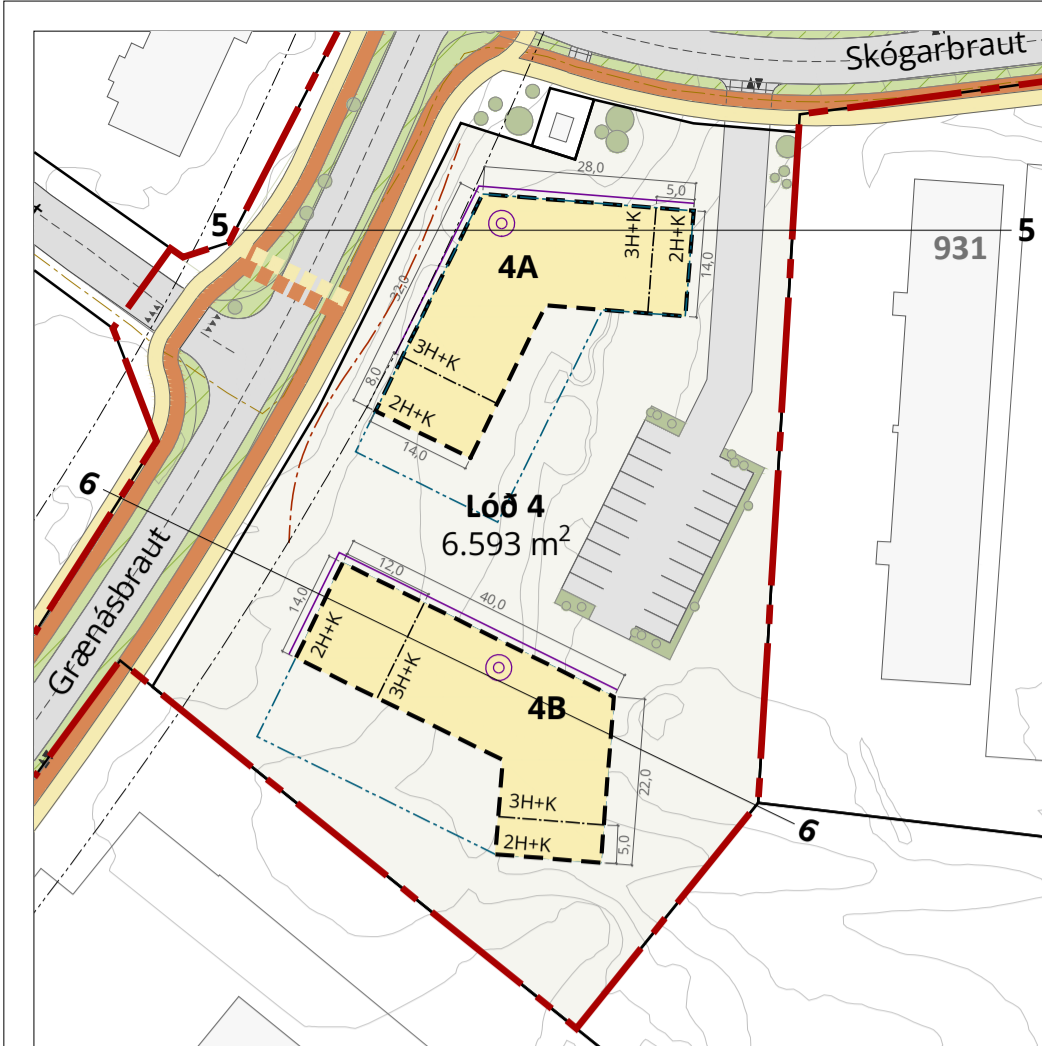 Skógarbraut
28,0
5,0
5
3H+K
2H+K
5
931
4A
14,0
32,0
3H+K
8,0
2H+K
14,0
6
Lóð 4
6.593 m²
12,0
40,0
14,0
2H+K
3H+K
Grænásbraut
4B
22,0
3H+K
2H+K
5,0
6